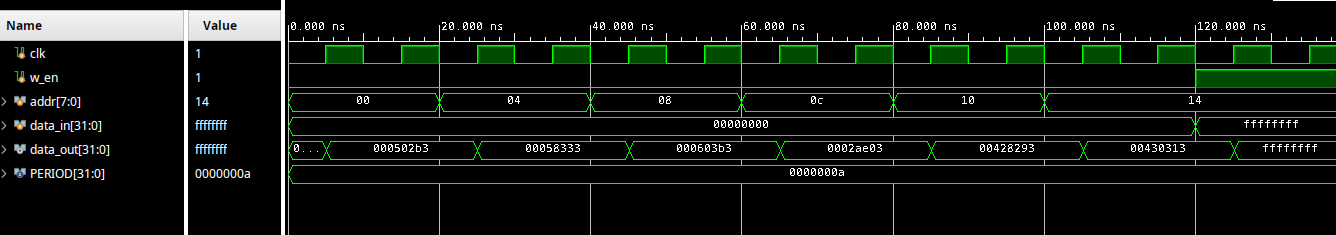 Name Value 0.000 ns 20.000 ns 40.000 ns 60.000 ns 80.000 ns 100.000 ns 120.000 ns
clk 1
w_en 1
addr[7:0] 14 00 04 08 0c 10 14
data_in[31:0] ffffffff 00000000 ffffffff
data_out[31:0] ffffffff 0... 000502b3 00058333 000603b3 0002ae03 00428293 00430313 ffffffff
PERIOD[31:0] 0000000a 0000000a